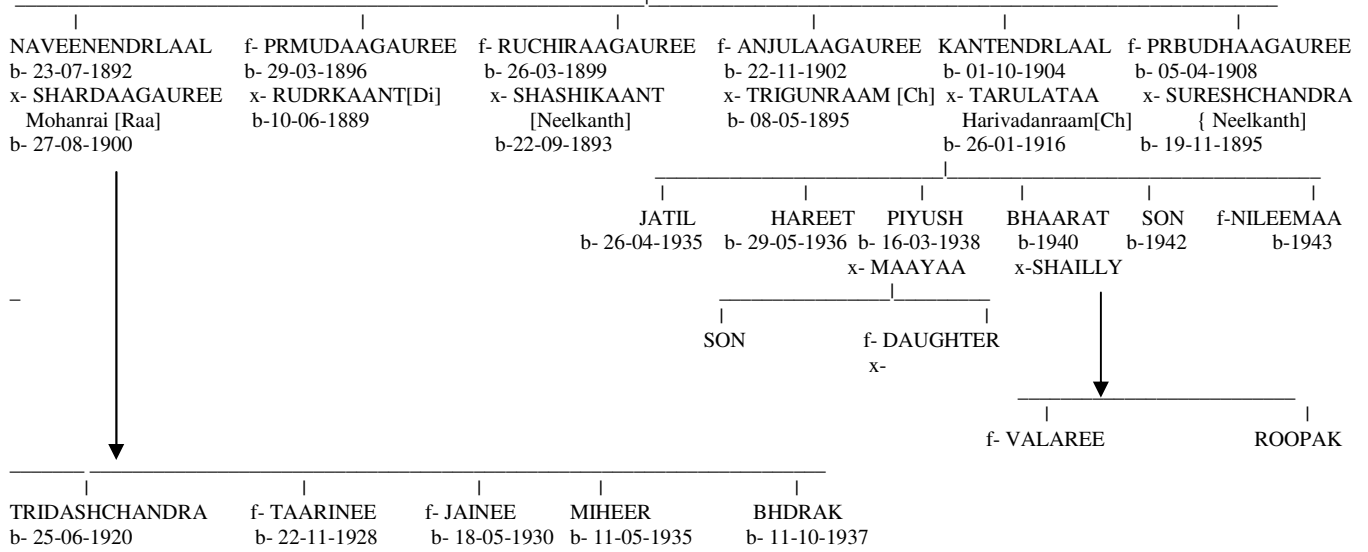 NAVEENENDRLAAL f- PRMUDAAGAUREE f- RUCHIRAAGAUREE f- ANJULAAGAUREE KANTENDRLAAL f- PRBUDHAAGAUREE
b- 23-07-1892 b- 29-03-1896 b- 26-03-1899 b- 22-11-1902 b- 01-10-1904 b- 05-04-1908
x- SHARDAAGAUREE x- RUDRKAANT[Di] x- SHASHIKAANT x- TRIGUNRAAM [Ch] x- TARULATAA x- SURESHCHANDRA
Mohanrai [Raa] b-10-06-1889 [Neelkanth] b- 08-05-1895 Harivadanraam[Ch] { Neelkanth]
b- 27-08-1900 b-22-09-1893 b- 26-01-1916 b- 19-11-1895
JATIL HAREET PIYUSH BHAARAT SON f-NILEEMAA
b- 26-04-1935 b- 29-05-1936 b- 16-03-1938 b-1940 b-1942 b-1943
x- MAAYAA x-SHAILLY
SON f- DAUGHTER
x-
f- VALAREE ROOPAK
TRIDASHCHANDRA f- TAARINEE f- JAINEE MIHEER BHDRAK
b- 25-06-1920 b- 22-11-1928 b- 18-05-1930 b- 11-05-1935 b- 11-10-1937